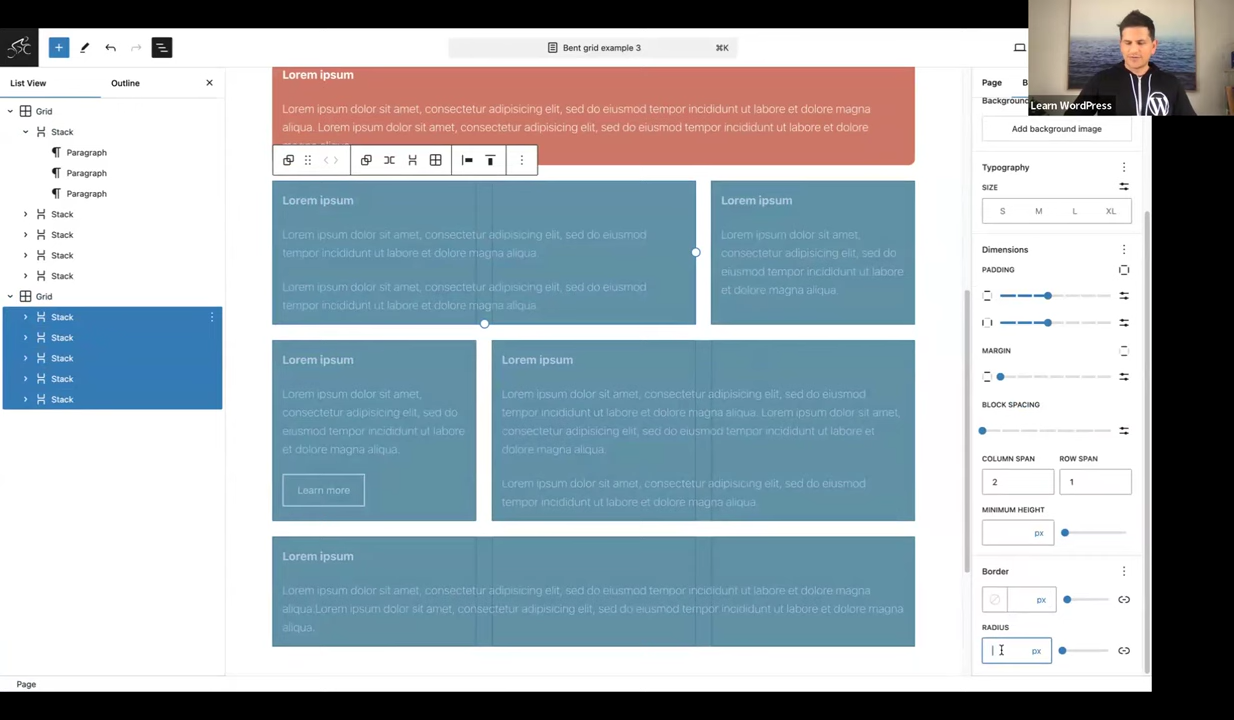 Bent grid example 3
⌘K
Learn WordPress
List View
Outline
Grid
Stack
Paragraph
Paragraph
Paragraph
Stack
Stack
Stack
Stack
Grid
Stack
Stack
Stack
Stack
Stack
Page
Lorem ipsum
Lorem ipsum dolor sit amet, consectetur adipisicing elit, sed do eiusmod tempor incididunt ut labore et dolore magna
aliqua. Lorem ipsum dolor sit amet, consectetur adipisicing elit, sed do eiusmod tempor incididunt ut labore et dolore
Lorem ipsum
Lorem ipsum dolor sit amet, consectetur adipisicing elit, sed do eiusmod
tempor incididunt ut labore et dolore magna aliqua.
Lorem ipsum dolor sit amet, consectetur adipisicing elit, sed do eiusmod
tempor incididunt ut labore et dolore magna aliqua.
Lorem ipsum
Lorem ipsum dolor sit amet,
consectetur adipisicing elit, sed do
eiusmod tempor incididunt ut labore
et dolore magna aliqua.
Lorem ipsum
Lorem ipsum dolor sit amet,
consectetur adipisicing elit, sed do
eiusmod tempor incididunt ut labore
et dolore magna aliqua.
Learn more
Lorem ipsum
Lorem ipsum dolor sit amet, consectetur adipisicing elit, sed do eiusmod
tempor incididunt ut labore et dolore magna aliqua. Lorem ipsum dolor sit amet,
consectetur adipisicing elit, sed do eiusmod tempor incididunt ut labore et dolore
magna aliqua.
Lorem ipsum dolor sit amet, consectetur adipisicing elit, sed do eiusmod
tempor incididunt ut labore et dolore magna aliqua.
Lorem ipsum
Lorem ipsum dolor sit amet, consectetur adipisicing elit, sed do eiusmod tempor incididunt ut labore et dolore magna
aliqua.Lorem ipsum dolor sit amet, consectetur adipisicing elit, sed do eiusmod tempor incididunt ut labore et dolore magna
aliqua.
Page
Background
Add background image
Typography
SIZE
S M L XL
Dimensions
PADDING
MARGIN
BLOCK SPACING
COLUMN SPAN ROW SPAN
2 1
MINIMUM HEIGHT
px
Border
px
RADIUS
px